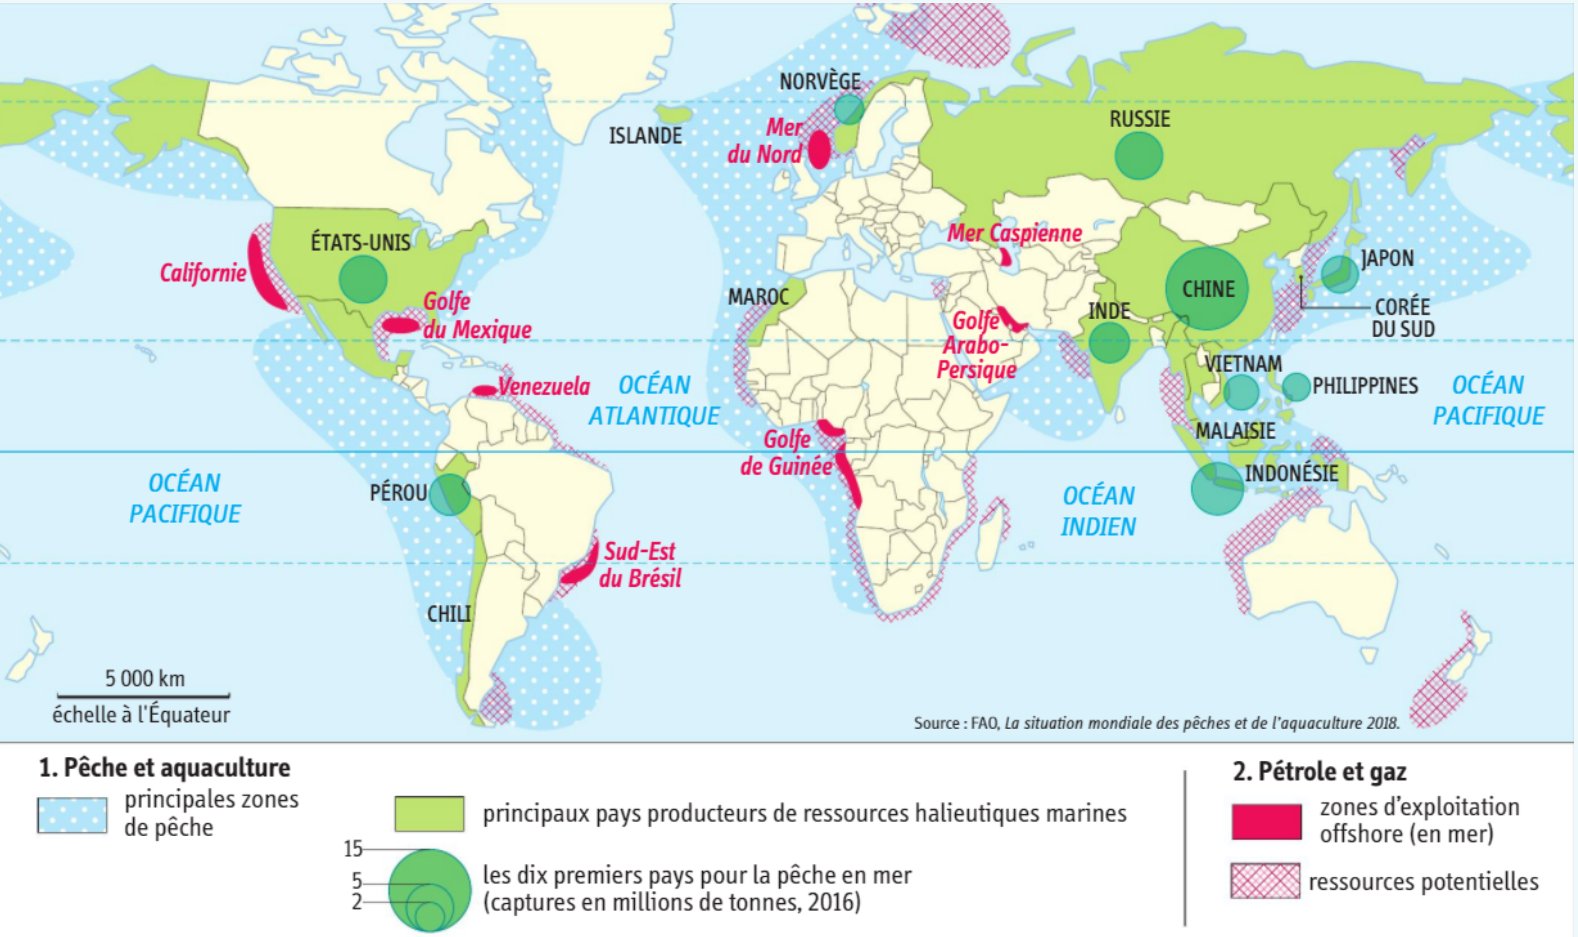 NORVÈGE
ISLANDE
Mer
du Nord
RUSSIE
ÉTATS-UNIS
Californie
Golfe
du Mexique
MAROC
Mer Caspienne
Golfe
Arabo-
Persique
INDE
CHINE
JAPON
CORÉE
DU SUD
VIETNAM
PHILIPPINES
Venezuela
OCÉAN
ATLANTIQUE
OCÉAN
PACIFIQUE
Golfe
de Guinée
MALAISIE
INDONÉSIE
OCÉAN
PACIFIQUE
PÉROU
OCÉAN
INDIEN
Sud-Est
du Brésil
CHILI
5 000 km
échelle à l'Équateur
Source : FAO, La situation mondiale des pêches et de l'aquaculture 2018.
1. Pêche et aquaculture
principales zones
de pêche
principaux pays producteurs de ressources halieutiques marines
15
5
2
les dix premiers pays pour la pêche en mer
(captures en millions de tonnes, 2016)
2. Pétrole et gaz
zones d'exploitation
offshore (en mer)
ressources potentielles